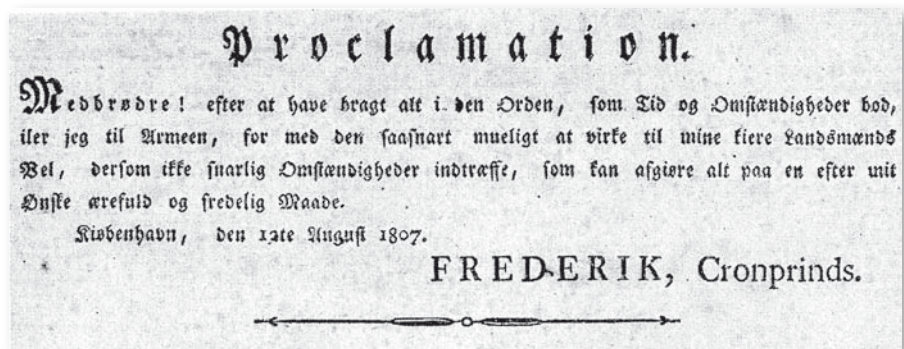 Proclamation.
Medbrødre! efter at have bragt alt i den Orden, som Tid og Omstændigheder bød,
iler jeg til Armeen, for med den saasnart mueligt at virke til mine kiere Landsmænds
Vel, dersom ikke snarlig Omstændigheder indtræffe, som kan afgiøre alt paa en efter mit
Ønske ærefuld og fredelig Maade.
Kiøbenhavn, den 12te August 1807.
FREDERIK, Cronprinds.